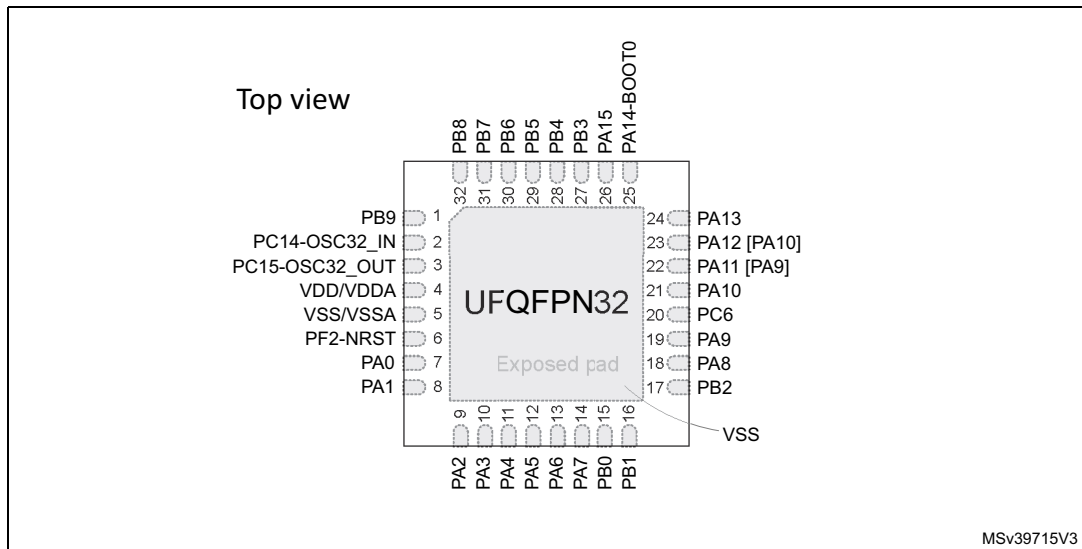 Top view
PB8
PB7
PB6
PB5
PB4
PB3
PA15
PA14-BOOT0
32
31
30
29
28
27
26
25
PB9 1
PC14-OSC32_IN 2
PC15-OSC32_OUT 3
VDD/VDDA 4
VSS/VSSA 5
PF2-NRST 6
PA0 7
PA1 8
24 PA13
23 PA12 [PA10]
22 PA11 [PA9]
21 PA10
20 PC6
19 PA9
18 PA8
17 PB2
UFQFPN32
Exposed pad
VSS
9
10
11
12
13
14
15
16
PA2
PA3
PA4
PA5
PA6
PA7
PB0
PB1
MSv39715V3